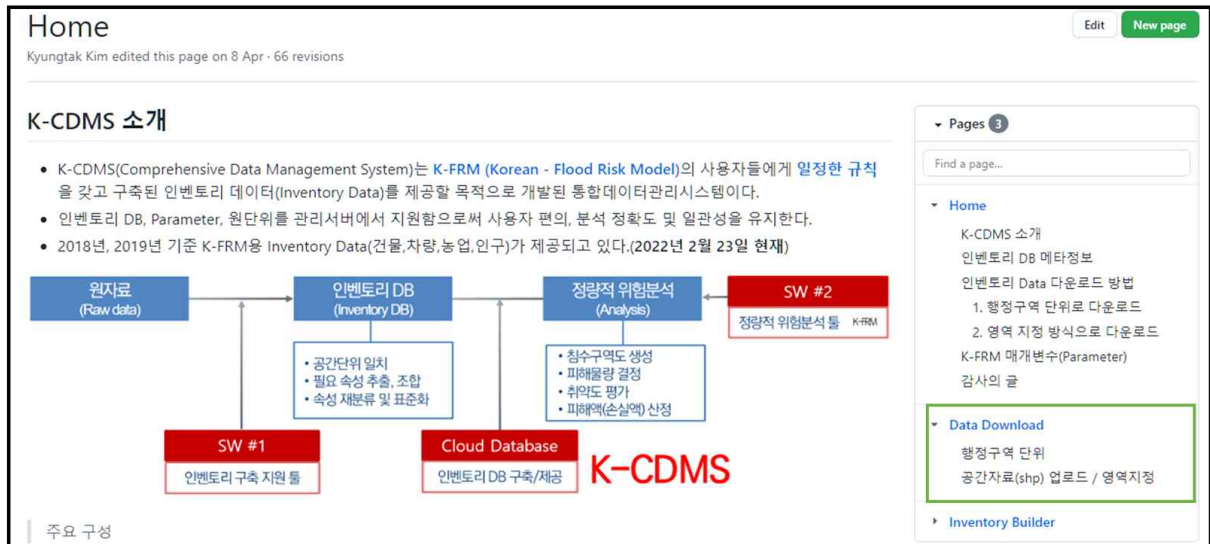 Home
Edit
New page
Kyungtak Kim edited this page on 8 Apr · 66 revisions
K-CDMS 소개
• K-CDMS(Comprehensive Data Management System)는 K-FRM (Korean - Flood Risk Model)의 사용자들에게 일정한 규칙
을 갖고 구축된 인벤토리 데이터(Inventory Data)를 제공할 목적으로 개발된 통합데이터관리시스템이다.
• 인벤토리 DB, Parameter, 원단위를 관리서버에서 지원함으로써 사용자 편의, 분석 정확도 및 일관성을 유지한다.
• 2018년, 2019년 기준 K-FRM용 Inventory Data(건물,차량,농업,인구)가 제공되고 있다.(2022년 2월 23일 현재)
원자료
(Raw data)
인벤토리 DB
(Inventory DB)
정량적 위험분석
(Analysis)
SW #2
정량적 위험분석 툴 K-FRM
• 공간단위 일치
• 필요 속성 추출, 조합
• 속성 재분류 및 표준화
• 침수구역도 생성
• 피해물량 결정
• 취약도 평가
• 피해액(손실액) 산정
SW #1
인벤토리 구축 지원 툴
Cloud Database
인벤토리 DB 구축/제공
K-CDMS
주요 구성
Pages 3
Find a page...
Home
K-CDMS 소개
인벤토리 DB 메타정보
인벤토리 Data 다운로드 방법
1. 행정구역 단위로 다운로드
2. 영역 지정 방식으로 다운로드
K-FRM 매개변수(Parameter)
감사의 글
Data Download
행정구역 단위
공간자료(shp) 업로드 / 영역지정
Inventory Builder